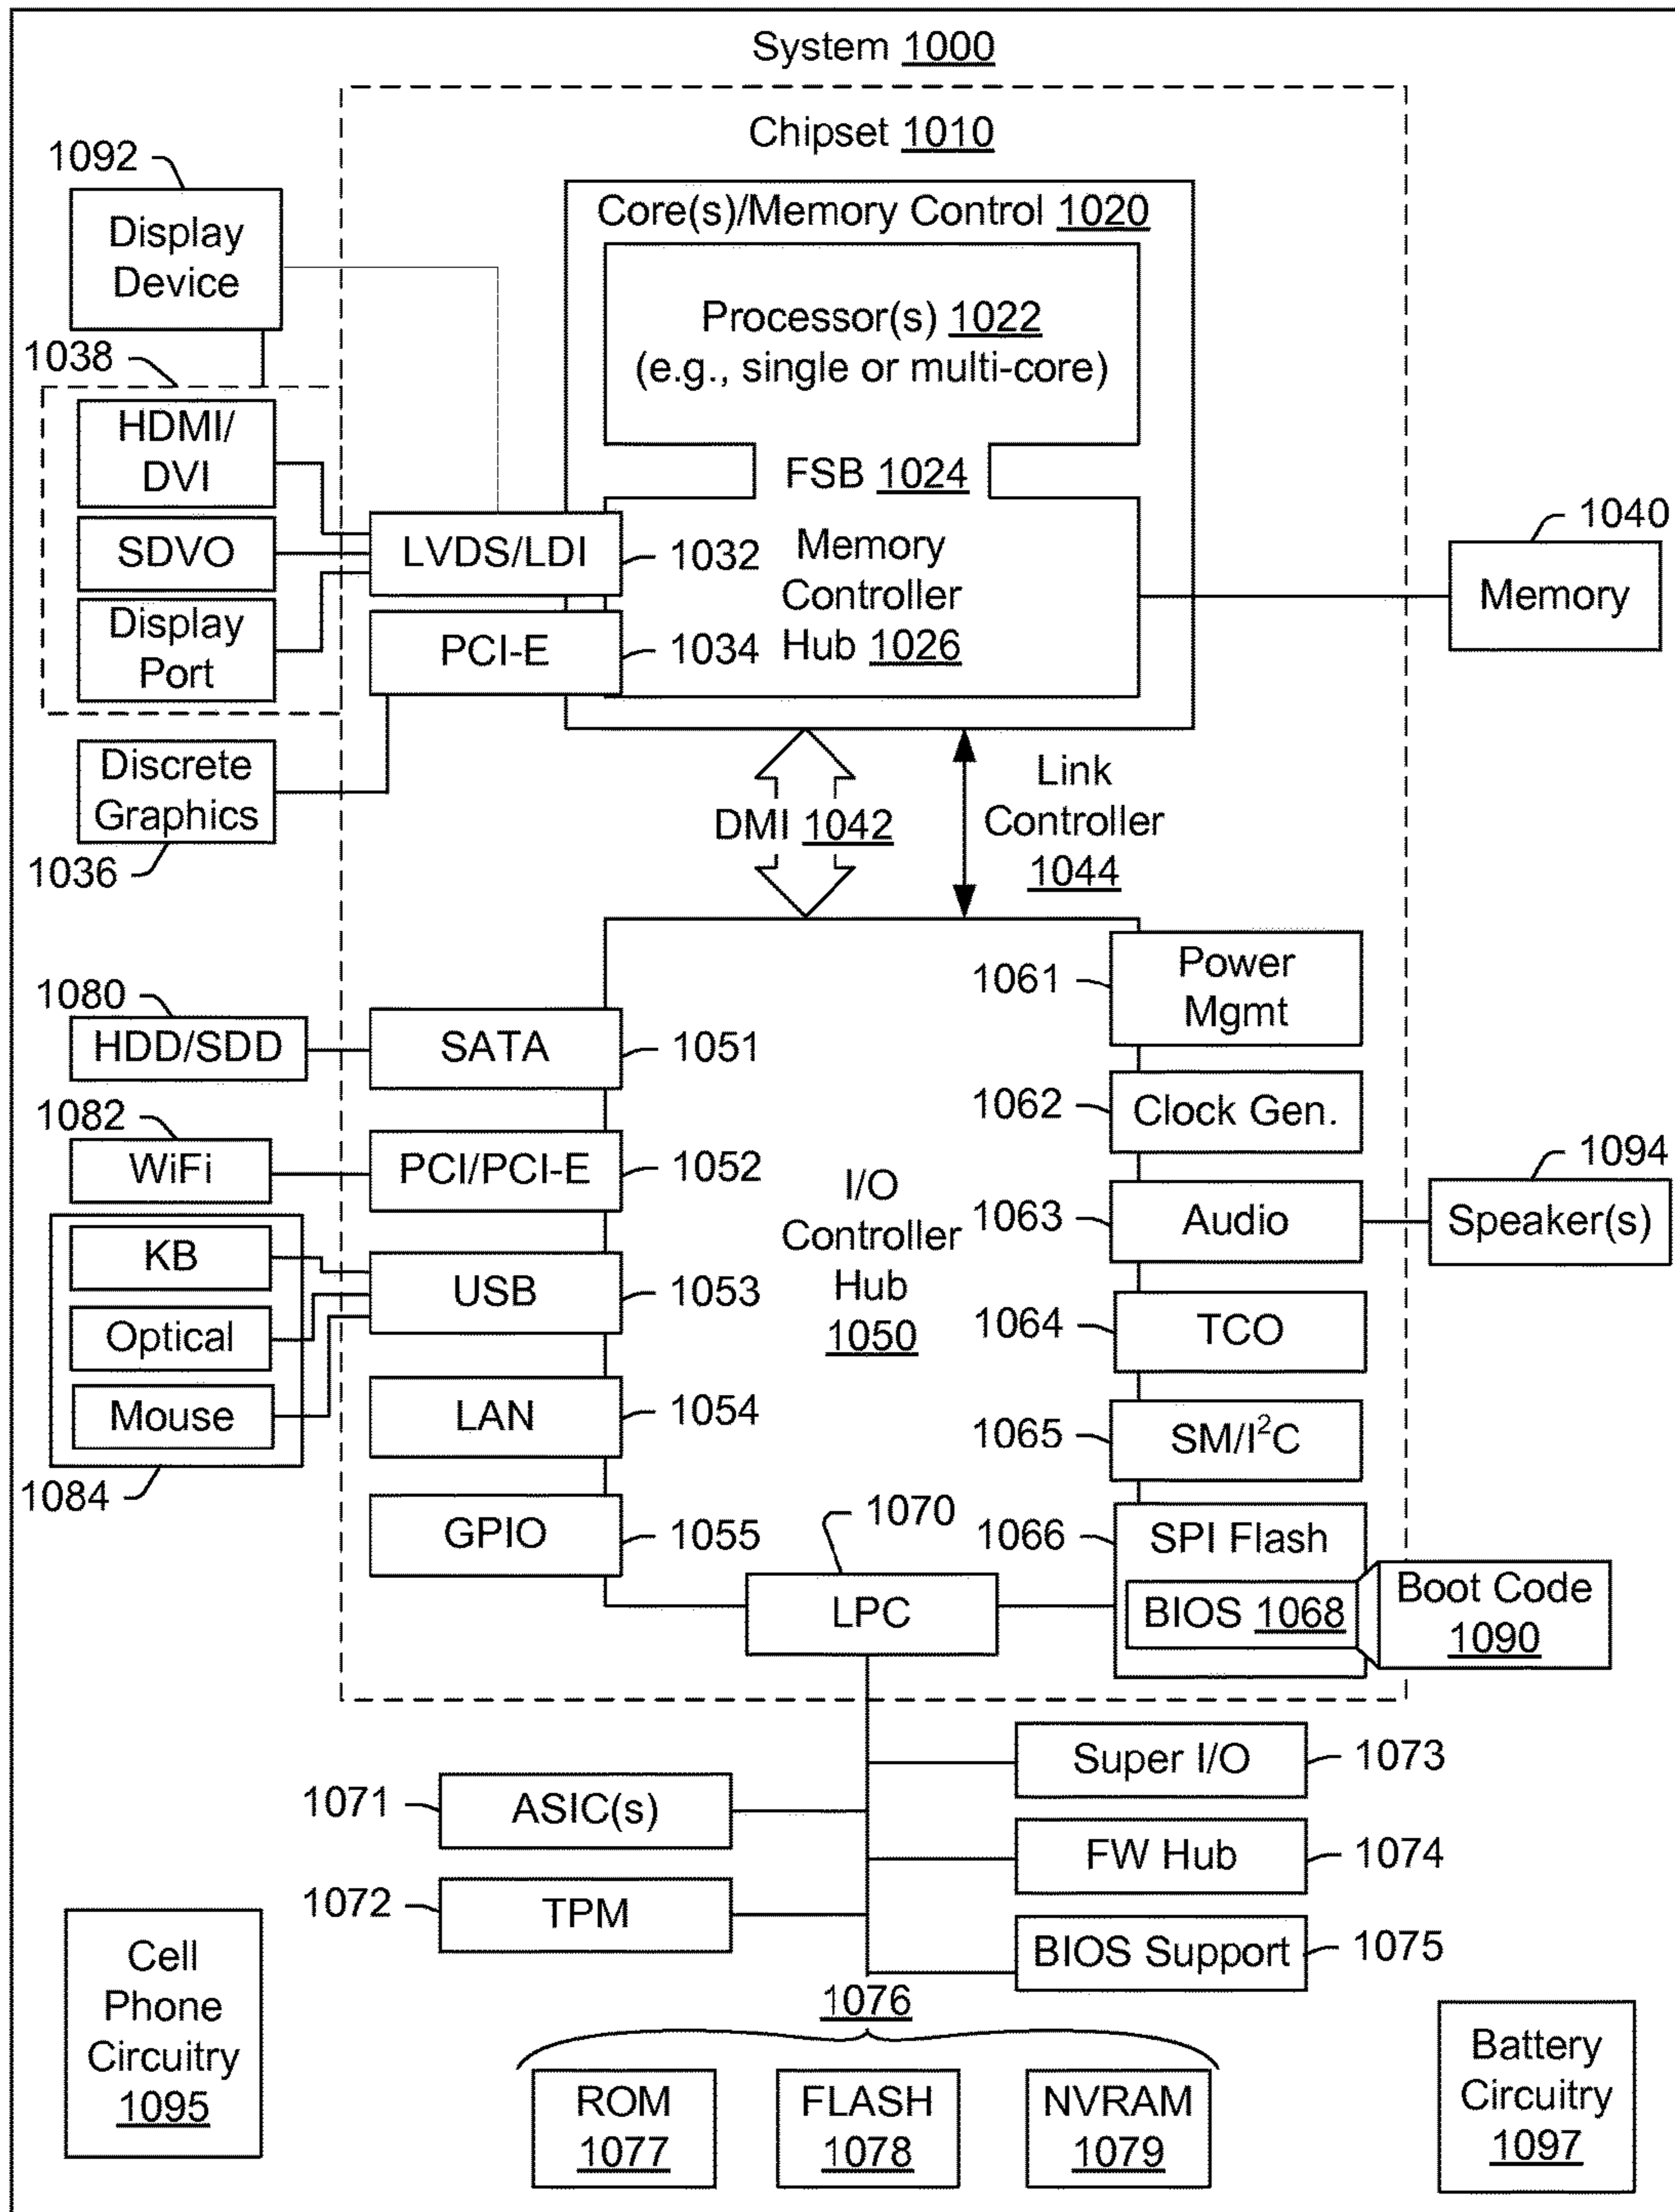 System 1000
Chipset 1010
1092
Display
Device
Core(s)/Memory Control 1020
Processor(s) 1022
(e.g., single or multi-core)
FSB 1024
1038
HDMI/
DVI
SDVO
Display
Port
LVDS/LDI
1032
PCI-E
1034
Memory
Controller
Hub 1026
1040
Memory
Discrete
Graphics
1036
DMI 1042
Link
Controller
1044
1080
HDD/SDD
SATA
1051
1082
WiFi
PCI/PCI-E
1052
KB
Optical
Mouse
1084
USB
1053
LAN
1054
GPIO
1055
I/O
Controller
Hub
1050
1061
Power
Mgmt
1062
Clock Gen.
1063
Audio
1094
Speaker(s)
1064
TCO
1065
SM/I²C
1066
SPI Flash
BIOS 1068
Boot Code
1090
1070
LPC
1071
ASIC(s)
1072
TPM
Super I/O
1073
FW Hub
1074
BIOS Support
1075
1076
ROM
1077
FLASH
1078
NVRAM
1079
Cell
Phone
Circuitry
1095
Battery
Circuitry
1097